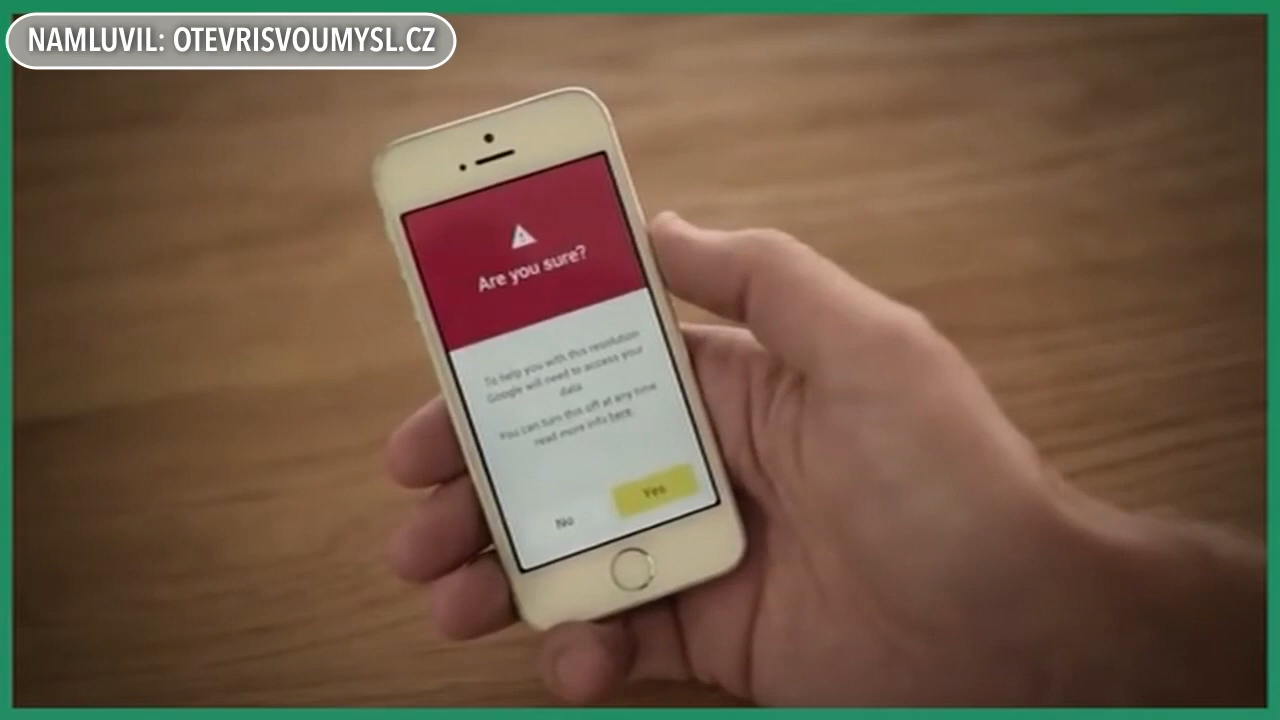 NAMLUVIL: OTEVRISVOUMYSL.CZ
Are you sure?
To help you with this resolution
Google will need to access your
data
You can turn this off at any time
read more info here.
Yes
No